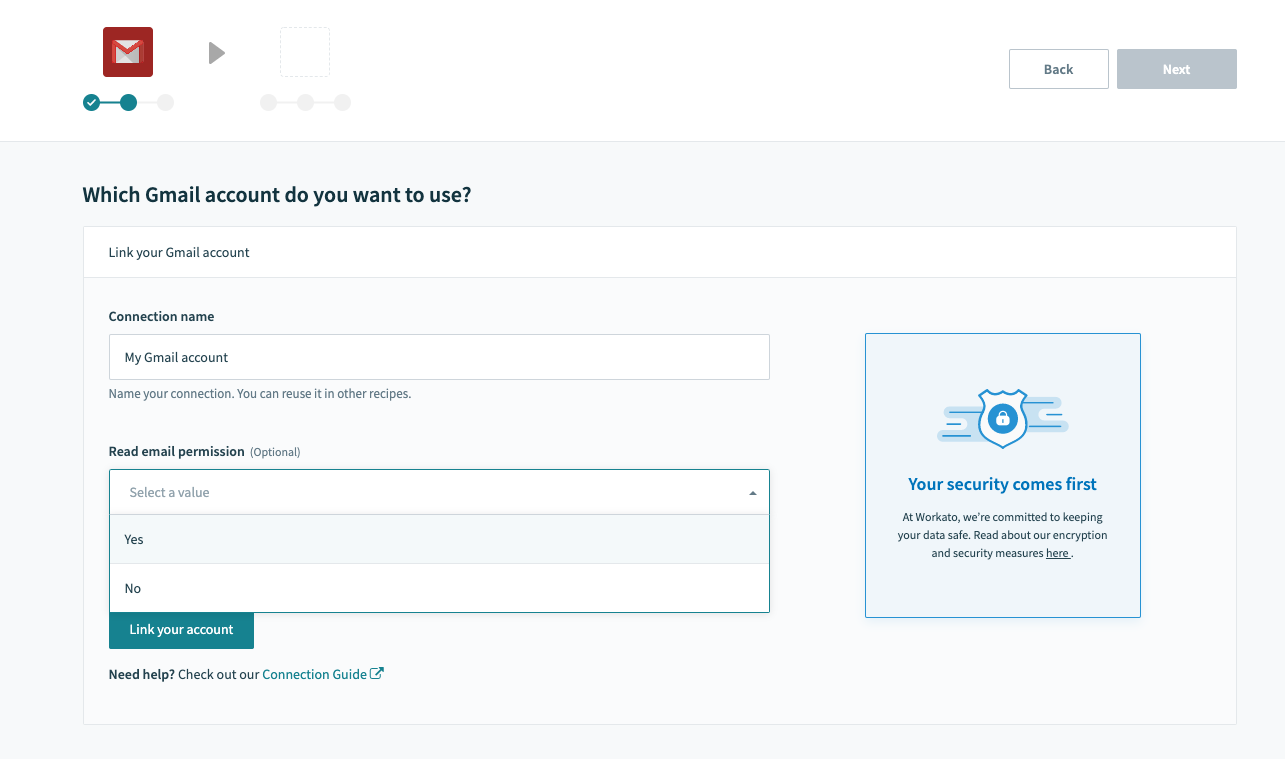 Back
Next
Which Gmail account do you want to use?
Link your Gmail account
Connection name
My Gmail account
Name your connection. You can reuse it in other recipes.
Read email permission (Optional)
Select a value
Yes
No
Link your account
Need help? Check out our Connection Guide
Your security comes first
At Workato, we're committed to keeping
your data safe. Read about our encryption
and security measures here .